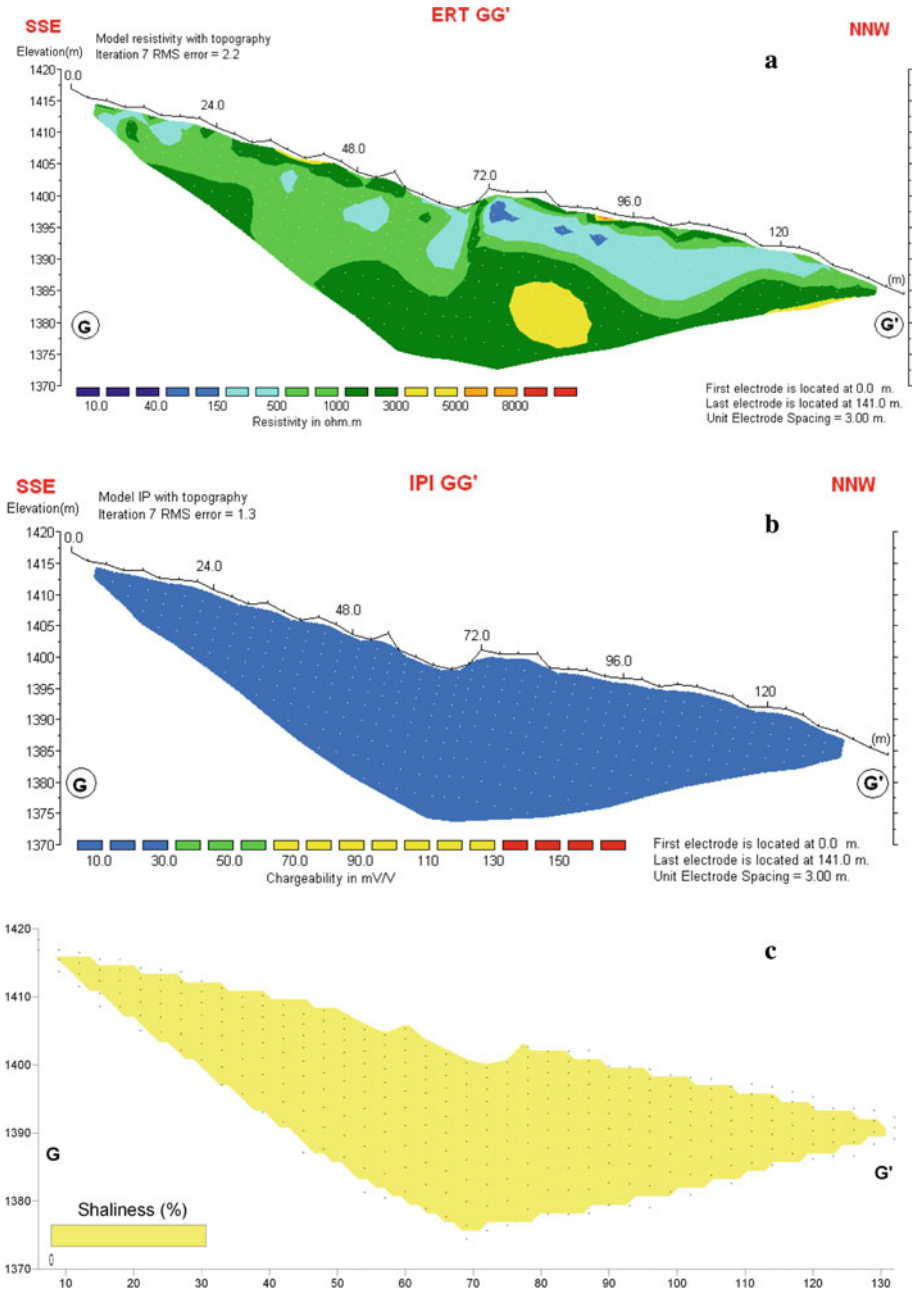 ERT GG'
SSE
NNW
Model resistivity with topography
Elevation(m)
Iteration 7 RMS error = 2.2
a
1420
1415
1410
1405
1400
1395
1390
1385
1380
1375
1370
0.0
24.0
48.0
72.0
96.0
120
(m)
G
G'
10.0 40.0 150 500 1000 3000 5000 8000
Resistivity in ohm.m
First electrode is located at 0.0 m.
Last electrode is located at 141.0 m.
Unit Electrode Spacing = 3.00 m.
IPI GG'
SSE
NNW
Model IP with topography
Elevation(m)
Iteration 7 RMS error = 1.3
b
1420
1415
1410
1405
1400
1395
1390
1385
1380
1375
1370
0.0
24.0
48.0
72.0
96.0
120
(m)
G
G'
10.0 30.0 50.0 70.0 90.0 110 130 150
Chargeability in mV/V
First electrode is located at 0.0 m.
Last electrode is located at 141.0 m.
Unit Electrode Spacing = 3.00 m.
c
1420
1410
1400
1390
1380
1370
G
G'
Shaliness (%)
0
10 20 30 40 50 60 70 80 90 100 110 120 130